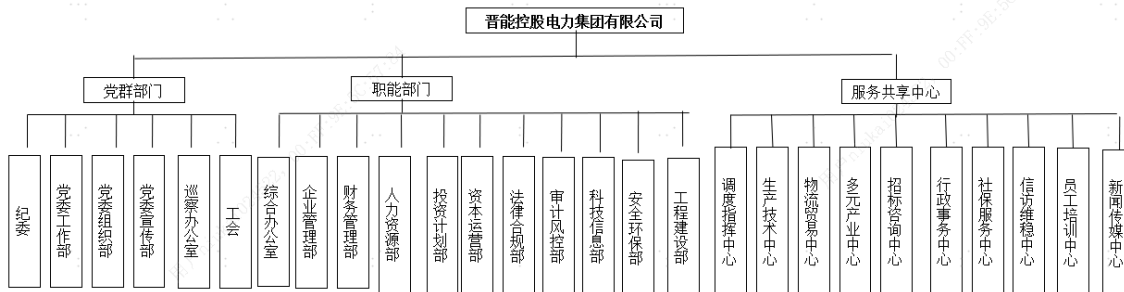 晋能控股电力集团有限公司
党群部门
职能部门
服务共享中心
纪委
党委工作部
党委组织部
党委宣传部
巡察办公室
工会
综合办公室
企业管理部
财务管理部
人力资源部
投资计划部
资本运营部
法律合规部
审计风控部
科技信息部
安全环保部
工程建设部
调度指挥中心
生产技术中心
物流贸易中心
多元产业中心
招标咨询中心
行政事务中心
社保服务中心
信访维稳中心
员工培训中心
新闻传媒中心